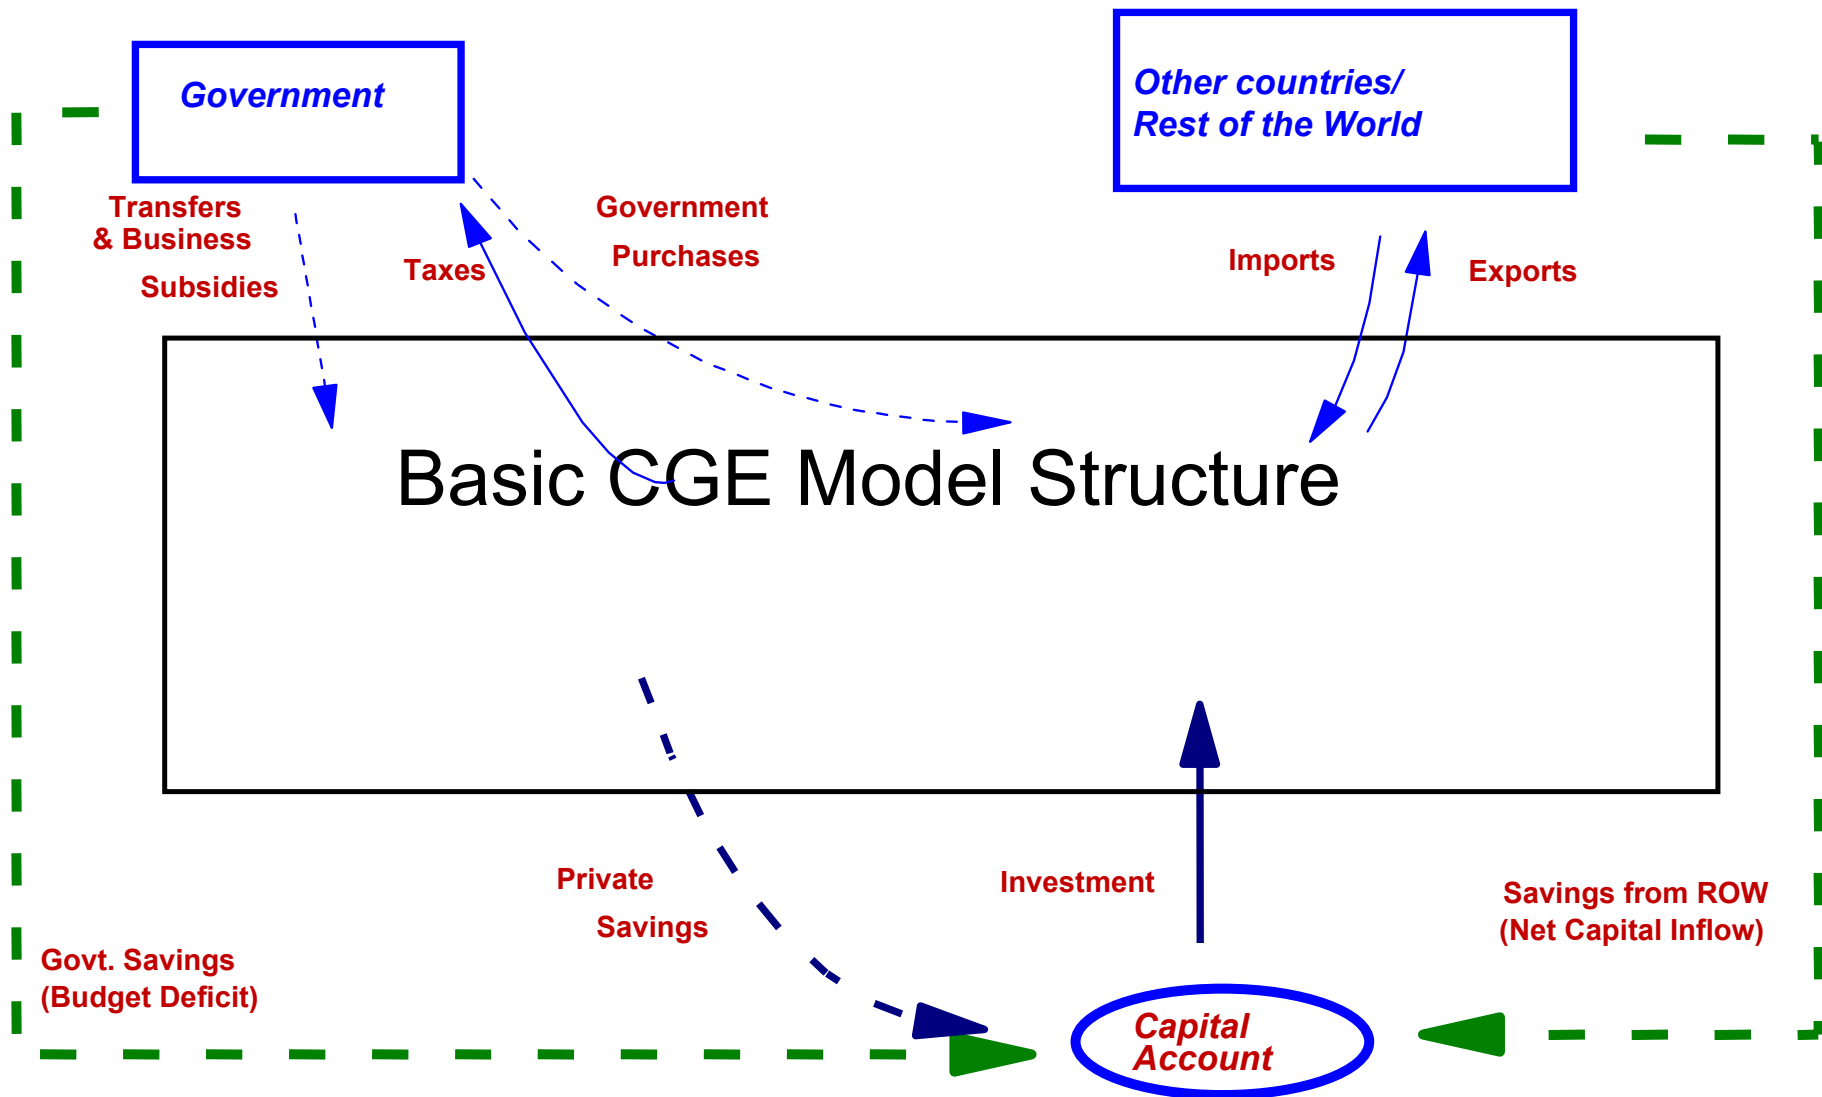 Government
Other countries/
Rest of the World
Transfers
& Business
Subsidies
Taxes
Government
Purchases
Imports
Exports
Basic CGE Model Structure
Private
Savings
Investment
Savings from ROW
(Net Capital Inflow)
Govt. Savings
(Budget Deficit)
Capital
Account